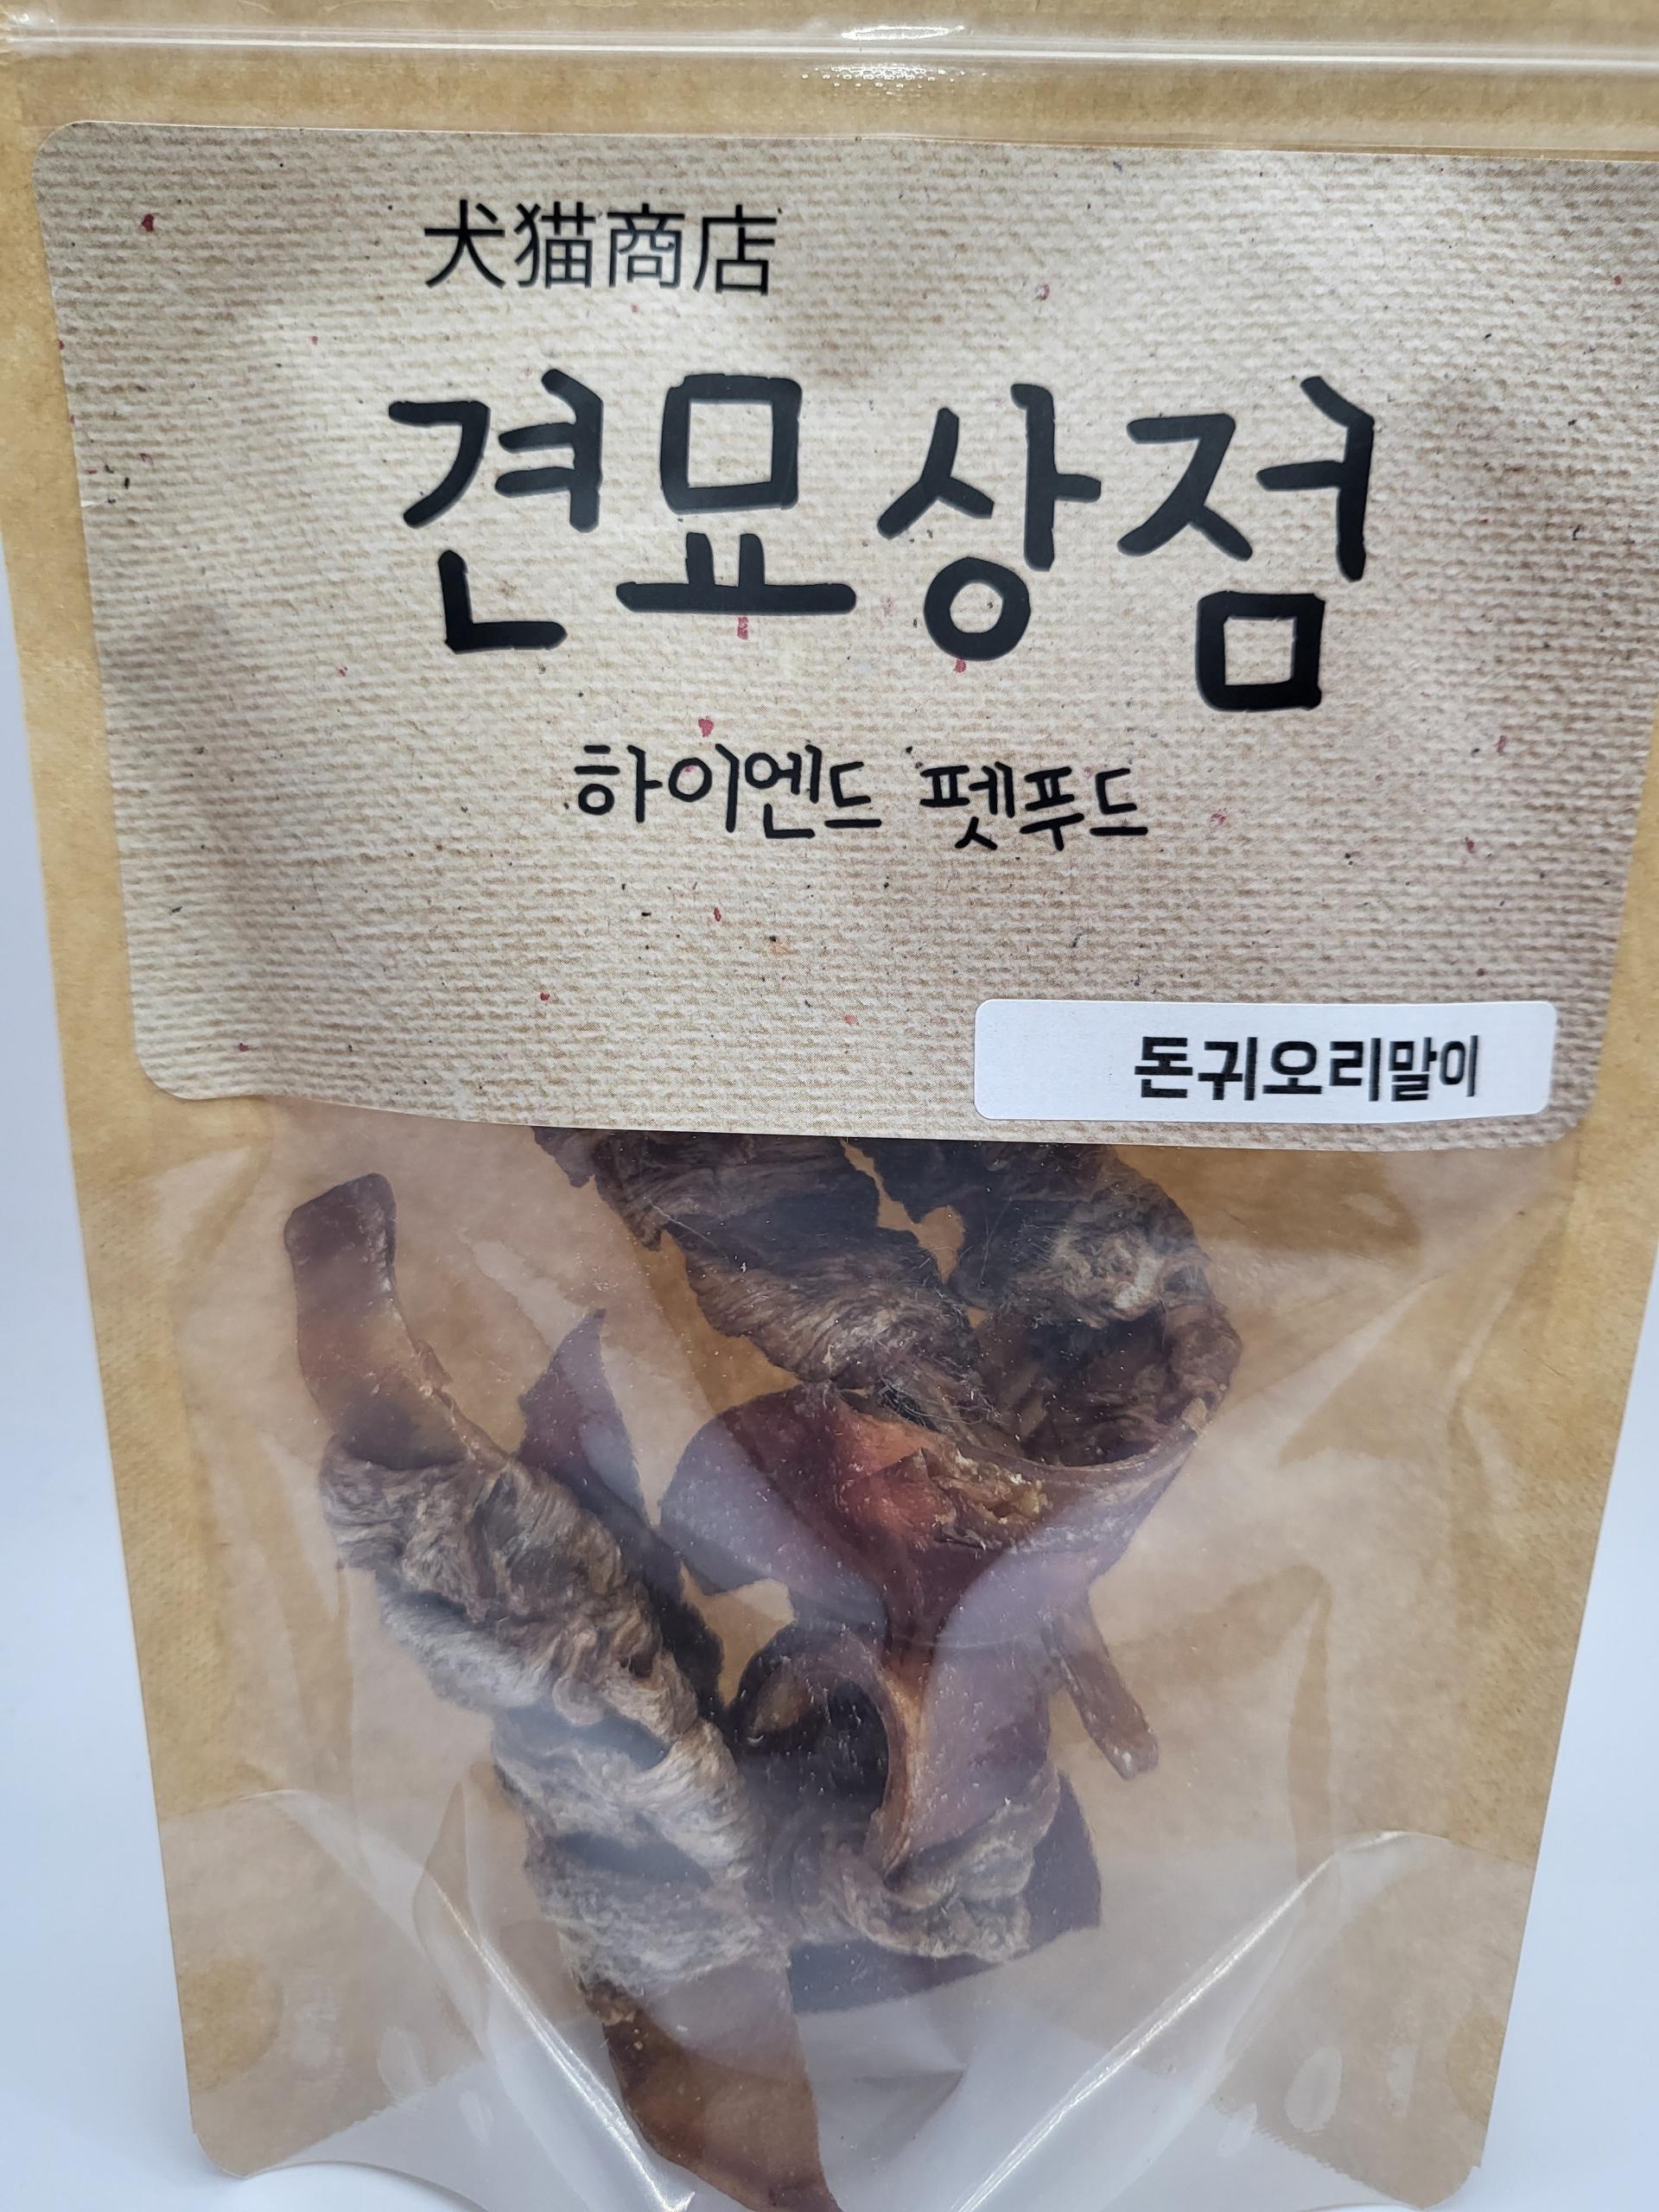 犬猫商店
견묘상점
하이엔드 펫푸드
돈귀오리말이